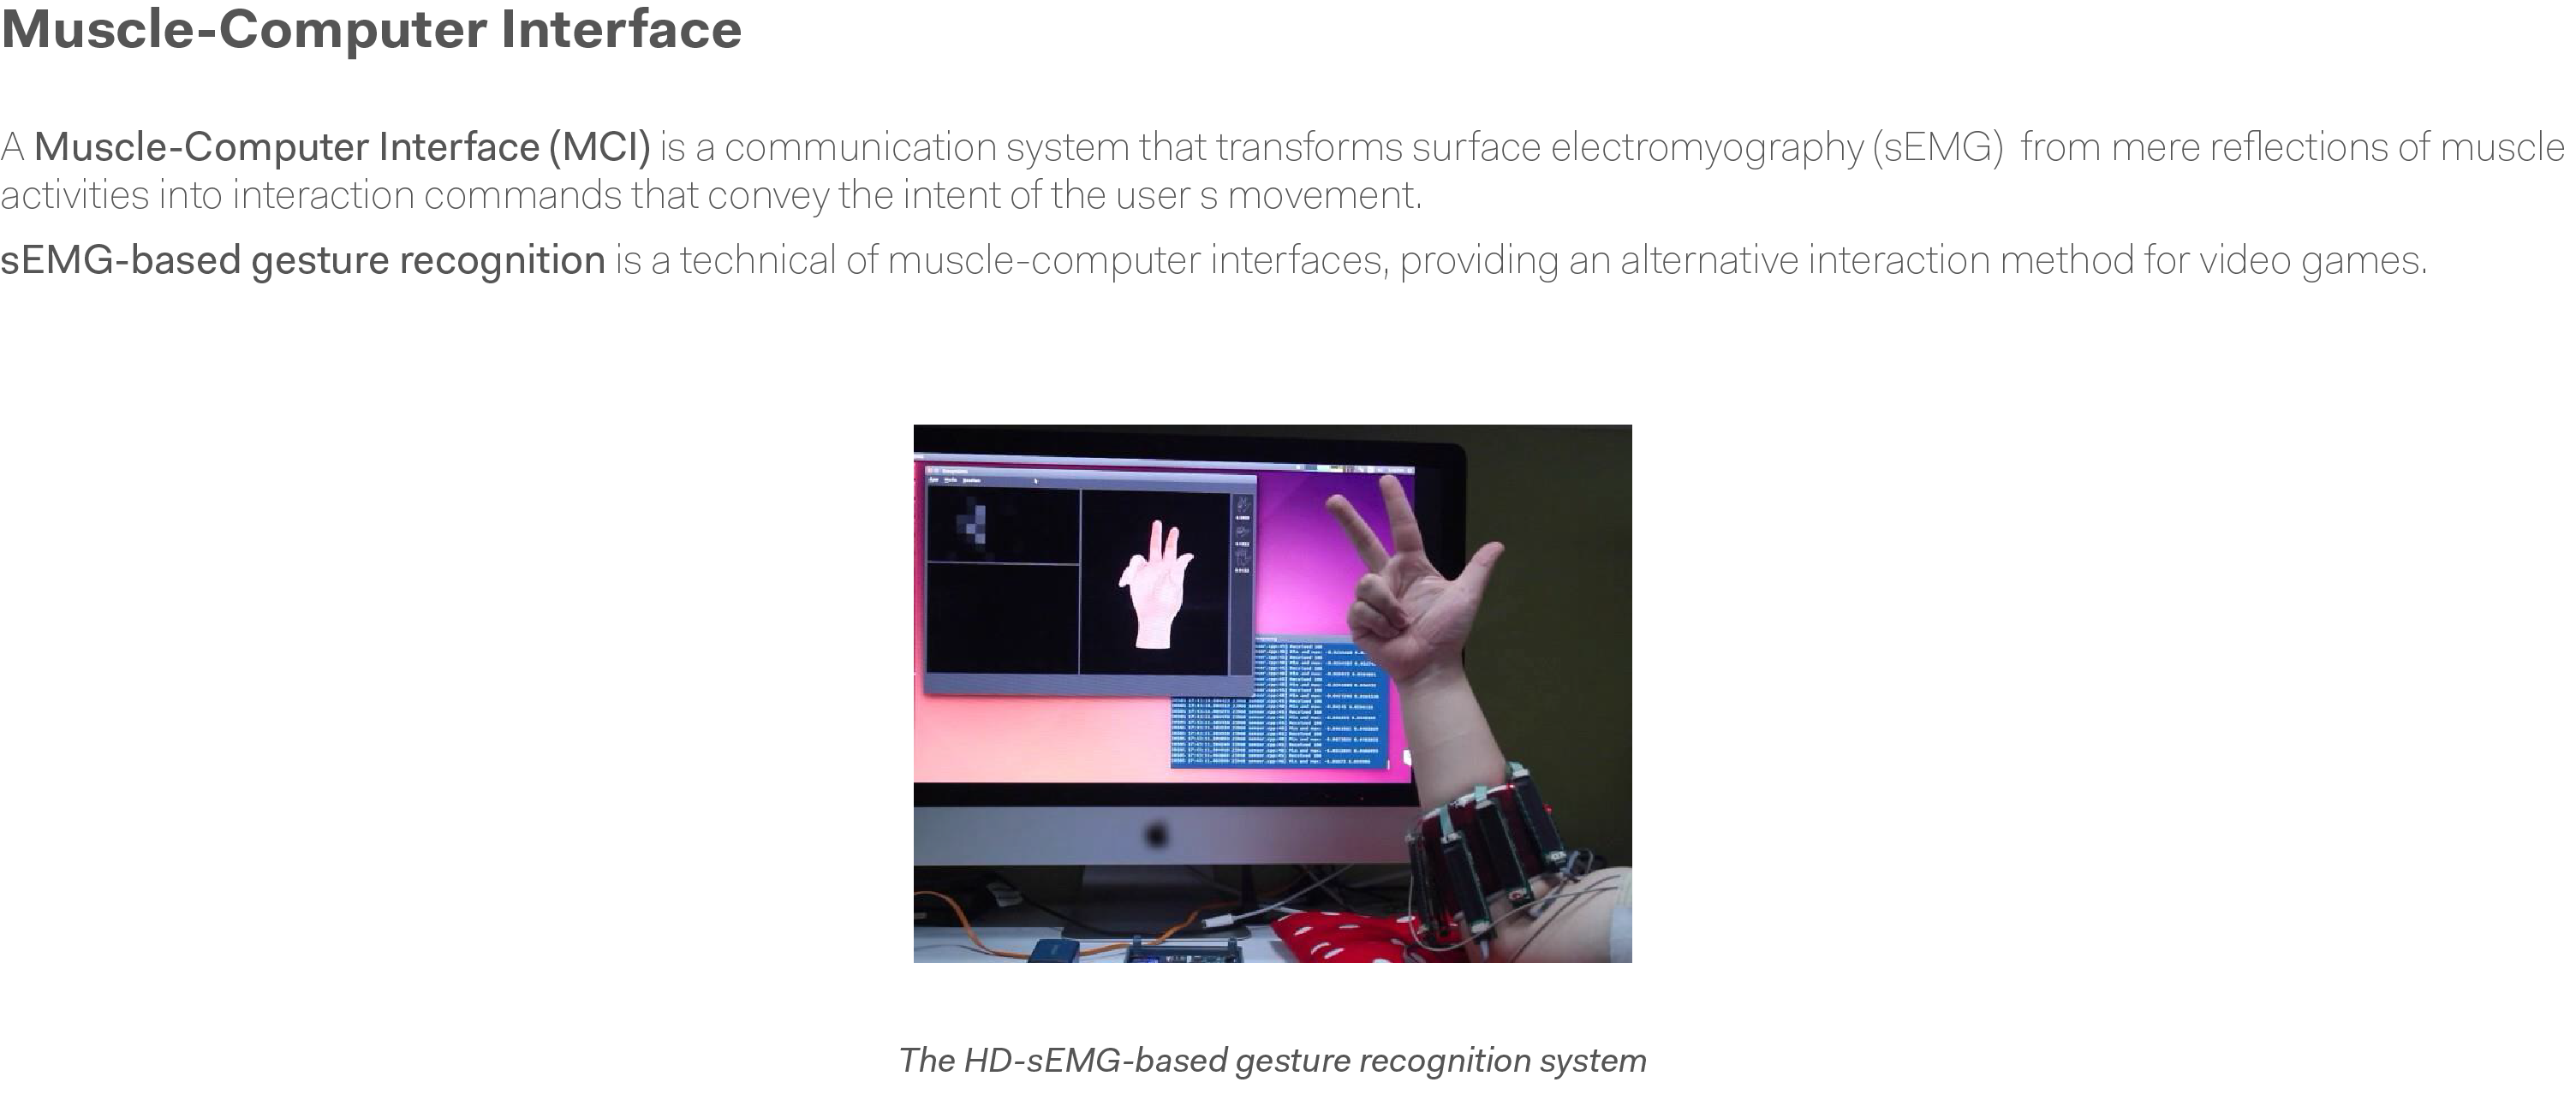 Muscle-Computer Interface
A Muscle-Computer Interface (MCI) is a communication system that transforms surface electromyography (sEMG)  from mere reflections of muscle
activities into interaction commands that convey the intent of the user s movement.
sEMG-based gesture recognition is a technical of muscle-computer interfaces, providing an alternative interaction method for video games.
The HD-sEMG-based gesture recognition system